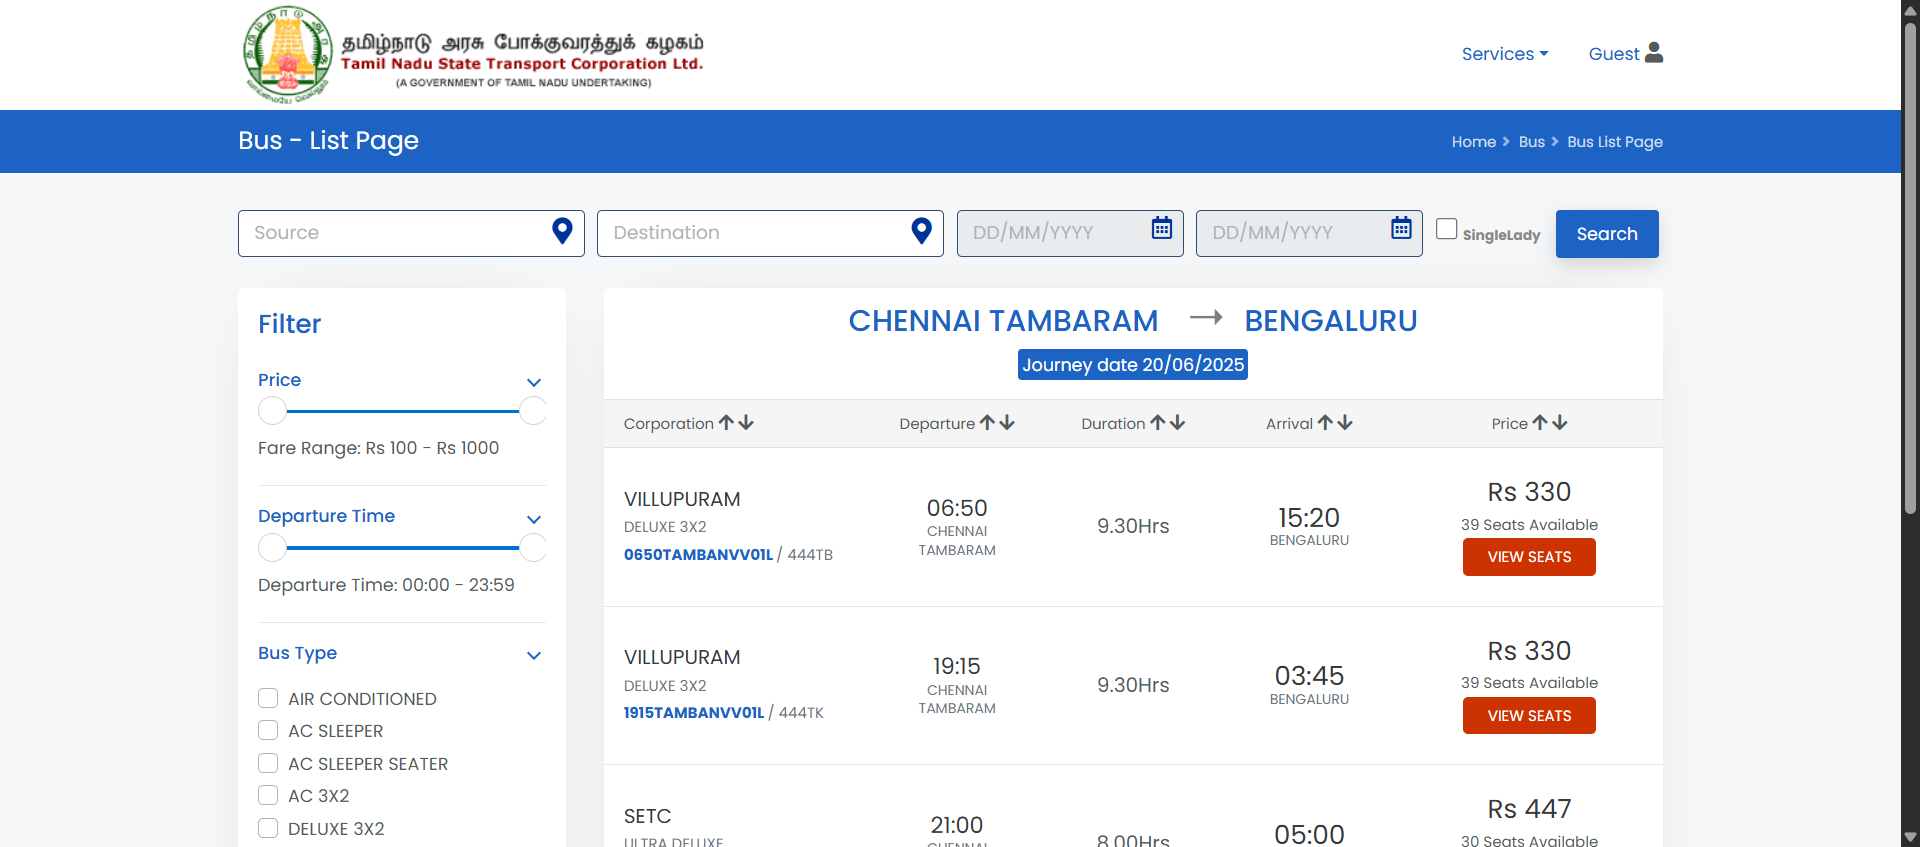 தமிழ்நாடு அரசு போக்குவரத்துக் கழகம்
Tamil Nadu State Transport Corporation Ltd.
(A GOVERNMENT OF TAMIL NADU UNDERTAKING)
Services
Guest
Bus - List Page
Home > Bus > Bus List Page
Source
Destination
DD/MM/YYYY
DD/MM/YYYY
SingleLady
Search
Filter
Price
Fare Range: Rs 100 - Rs 1000
Departure Time
Departure Time: 00:00 - 23:59
Bus Type
AIR CONDITIONED
AC SLEEPER
AC SLEEPER SEATER
AC 3X2
DELUXE 3X2
CHENNAI TAMBARAM → BENGALURU
Journey date 20/06/2025
Corporation Departure Duration Arrival Price
VILLUPURAM
DELUXE 3X2
0650TAMBANVV01L / 444TB
06:50
CHENNAI
TAMBARAM
9.30Hrs
15:20
BENGALURU
Rs 330
39 Seats Available
VIEW SEATS
VILLUPURAM
DELUXE 3X2
1915TAMBANVV01L / 444TK
19:15
CHENNAI
TAMBARAM
9.30Hrs
03:45
BENGALURU
Rs 330
39 Seats Available
VIEW SEATS
SETC
ULTRA DELUXE
21:00
CHENNAI
8.00Hrs
05:00
Rs 447
30 Seats Available